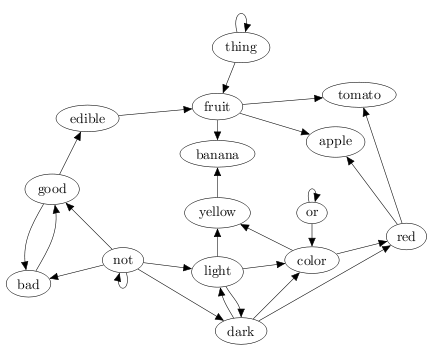 thing
tomato
fruit
edible
apple
banana
good
yellow
or
red
not
color
light
bad
dark